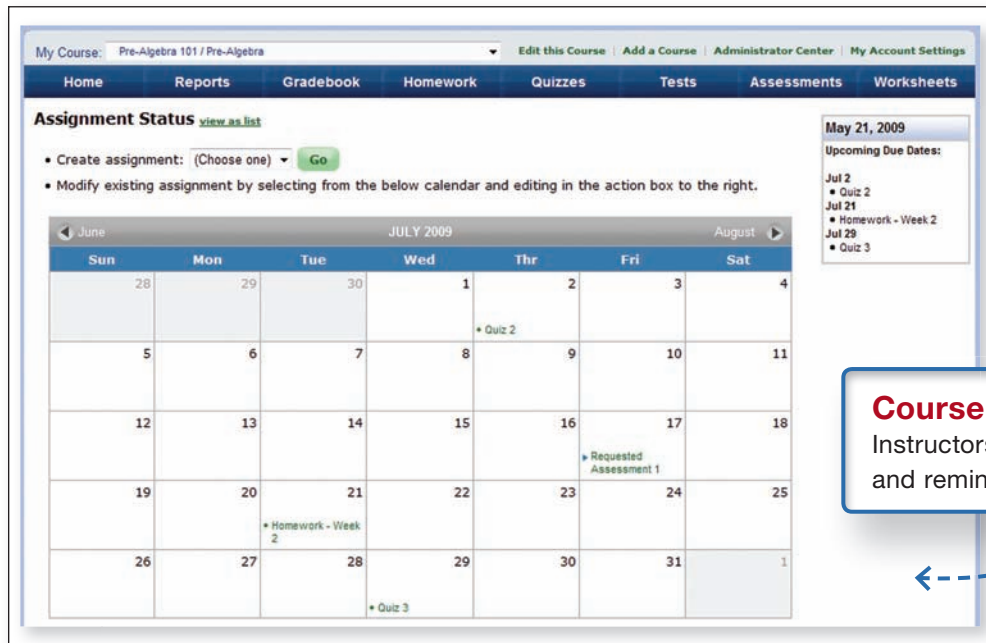 My Course: Pre-Algebra 101 / Pre-Algebra Edit this Course | Add a Course | Administrator Center | My Account Settings
Home Reports Gradebook Homework Quizzes Tests Assessments Worksheets
Assignment Status view as list
• Create assignment: (Choose one) Go
• Modify existing assignment by selecting from the below calendar and editing in the action box to the right.
June JULY 2009 August
Sun Mon Tue Wed Thr Fri Sat
28 29 30 1 2 3 4
• Quiz 2
5 6 7 8 9 10 11
12 13 14 15 16 17 18
Requested
Assessment 1
19 20 21 22 23 24 25
• Homework - Week
2
26 27 28 29 30 31 1
• Quiz 3
May 21, 2009
Upcoming Due Dates:
Jul 2
• Quiz 2
Jul 21
• Homework - Week 2
Jul 29
• Quiz 3
Course
Instructors
and remin